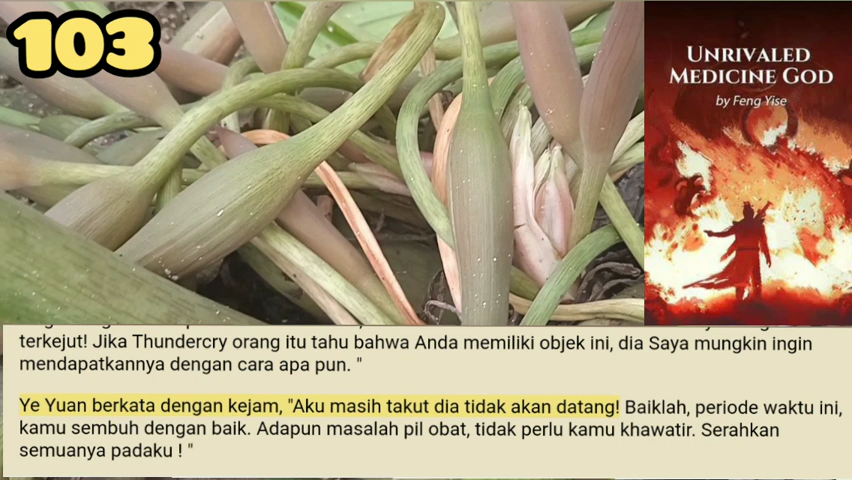 103
UNRIVALED
MEDICINE GOD
by Feng Yise
terkejut! Jika Thundercry orang itu tahu bahwa Anda memiliki objek ini, dia Saya mungkin ingin
mendapatkannya dengan cara apa pun. "
Ye Yuan berkata dengan kejam, "Aku masih takut dia tidak akan datang! Baiklah, periode waktu ini,
kamu sembuh dengan baik. Adapun masalah pil obat, tidak perlu kamu khawatir. Serahkan
semuanya padaku ! "